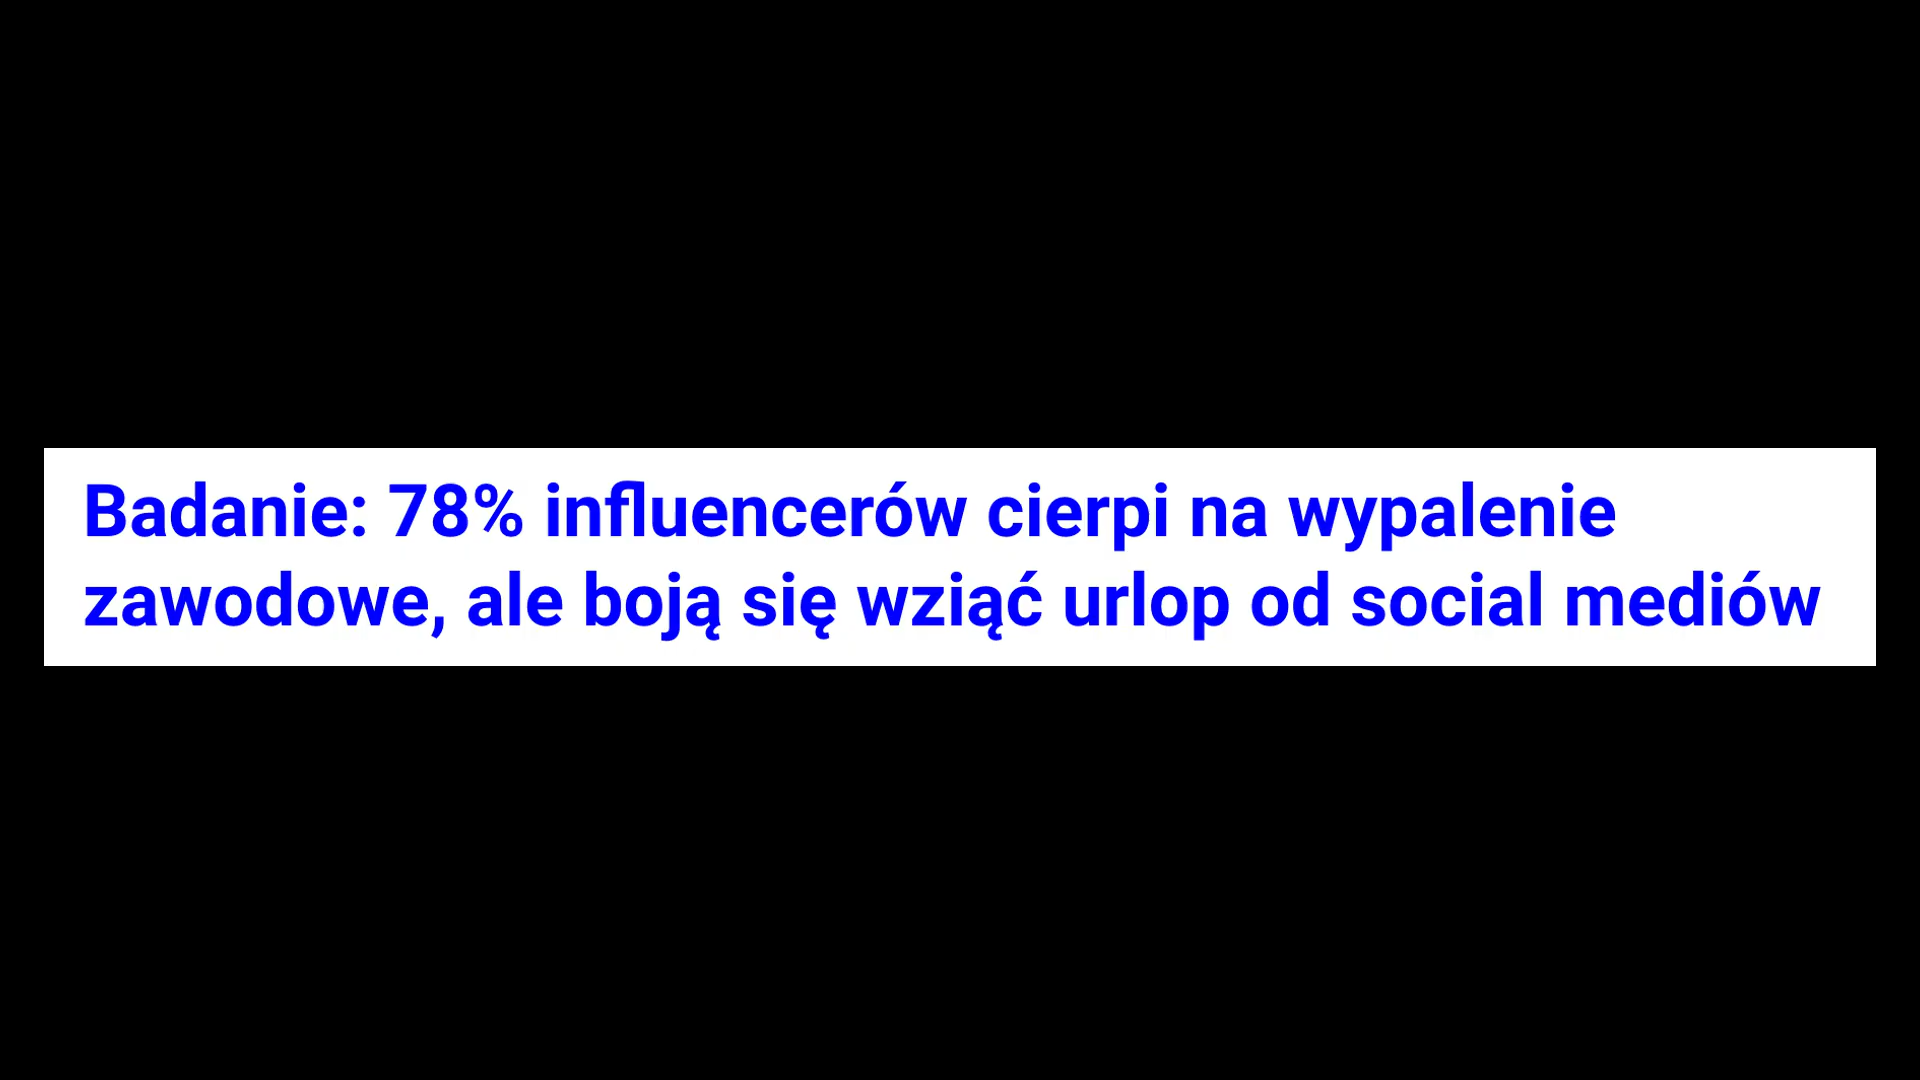 Badanie: 78% influencerów cierpi na wypalenie
zawodowe, ale boją się wziąć urlop od social mediów